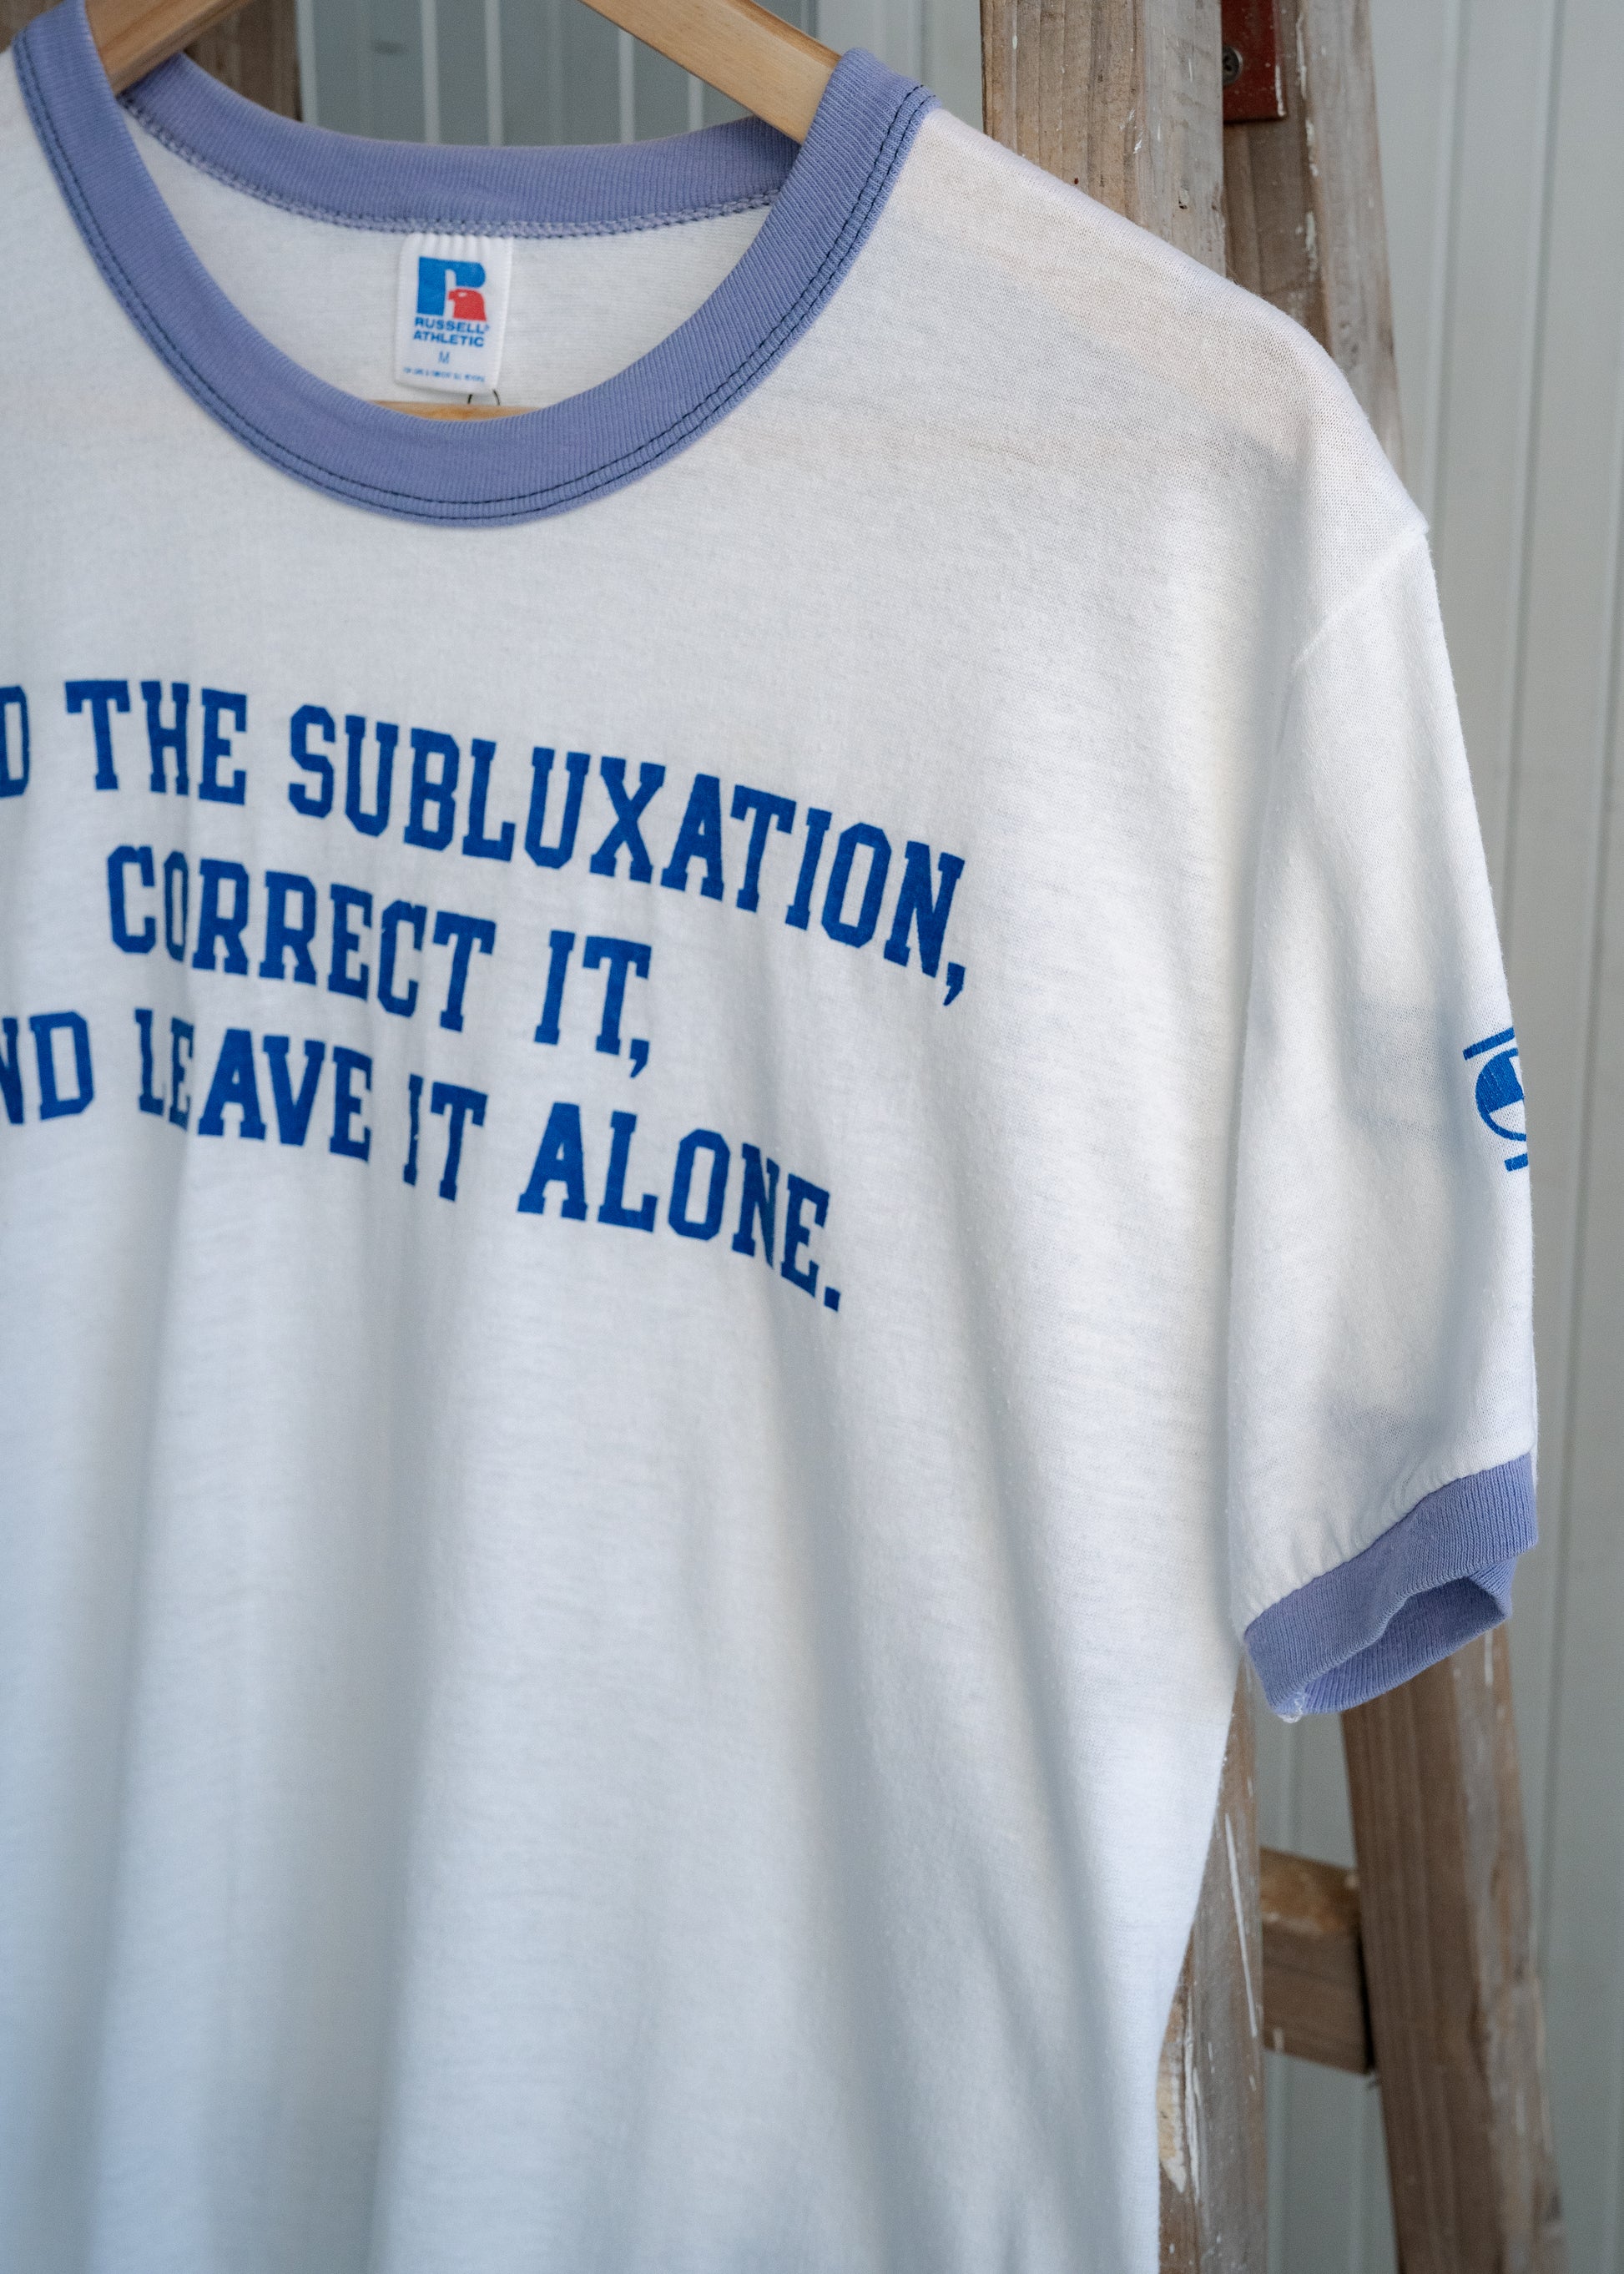 RUSSELL®
ATHLETIC
M
D THE SUBLUXATION,
CORRECT IT,
ND LEAVE IT ALONE.